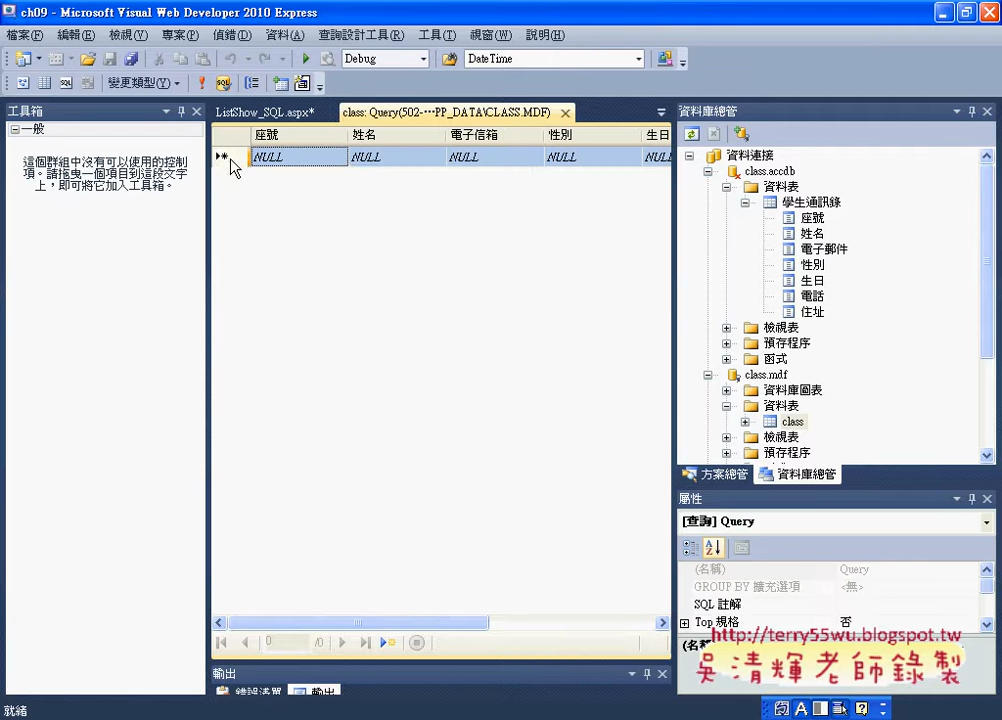 ch09 - Microsoft Visual Web Developer 2010 Express
檔案(F) 編輯(E) 檢視(V) 專案(P) 偵錯(D) 資料(A) 查詢設計工具(R) 工具(T) 視窗(W) 說明(H)
Debug DateTime
變更類型(Y)
工具箱
一般
這個群組中沒有可以使用的控制
項。請拖曳一個項目到這段文字
上，即可將它加入工具箱。
ListShow_SQL.aspx* class: Query(502-···PP_DATA\CLASS.MDF)
座號 姓名 電子信箱 性別 生日
NULL NULL NULL NULL NULL
0 /0
輸出
錯誤清單 輸出
資料庫總管
資料連接
class.accdb
資料表
學生通訊錄
座號
姓名
電子郵件
性別
生日
電話
住址
檢視表
預存程序
函式
class.mdf
資料庫圖表
資料表
class
檢視表
預存程序
方案總管 資料庫總管
屬性
[查詢] Query
(名稱) Query
GROUP BY 擴充選項 <無>
SQL 註解
Top 規格 否
http://terry55wu.blogspot.tw
吳清輝老師錄製
就緒